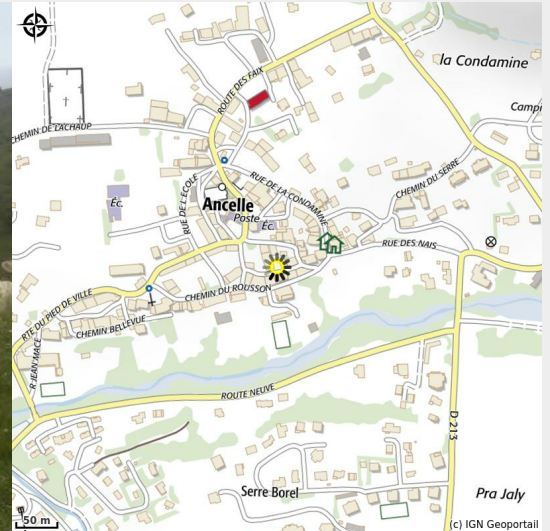 la Condamine
ROUTE DES FAIX
Campi
CHEMIN DE LACHAUP
CHEMIN DU SERRE
RUE DE LA CONDAMINE
RUE DE L'ÉCOLE
Éc.
Ancelle
Poste
Éc.
RUE DES NAIS
CHEMIN DU ROUSSON
RTE DU PIED DE VILLE
CHEMIN BELLEVUE
R JEAN MACÉ
ROUTE NEUVE
D 213
Serre Borel
Pra Jaly
50 m
(c) IGN Geoportail